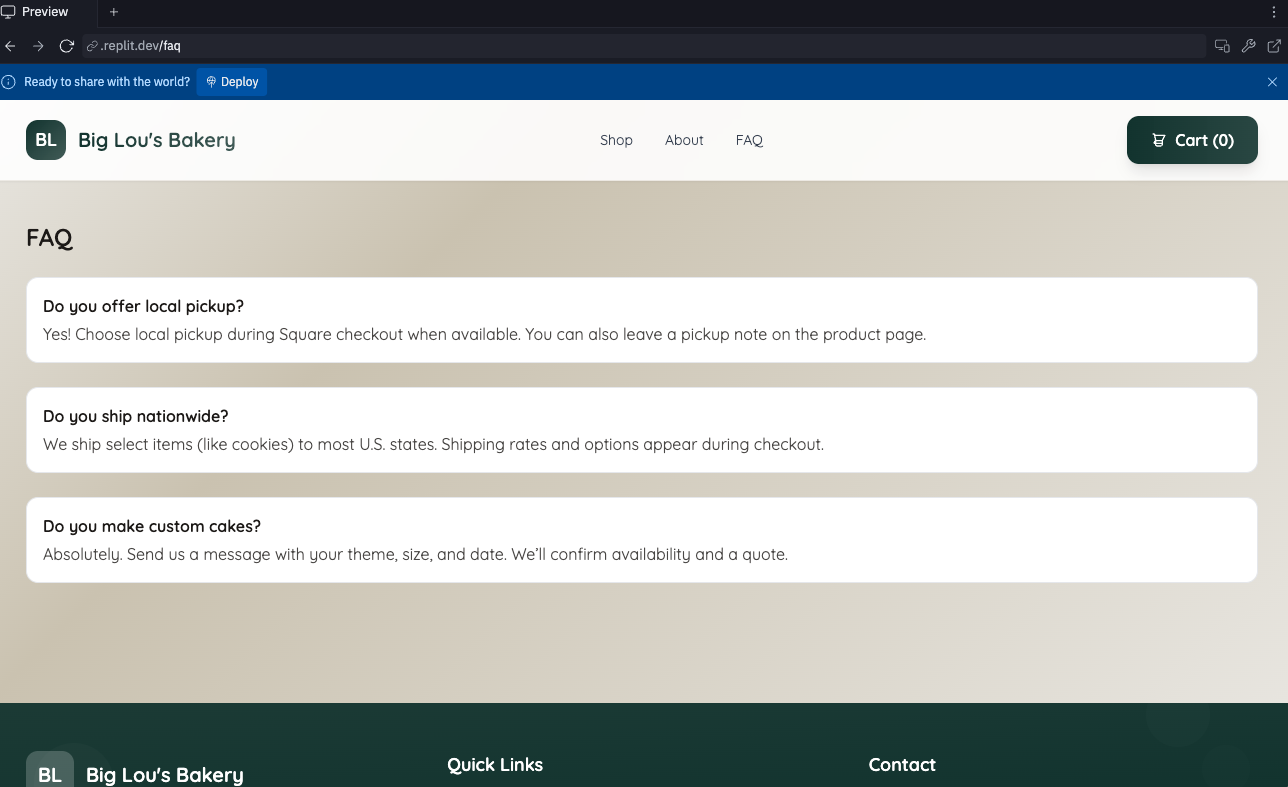 Preview
.replit.dev/faq
Ready to share with the world? Deploy
BL Big Lou's Bakery Shop About FAQ Cart (0)
FAQ
Do you offer local pickup?
Yes! Choose local pickup during Square checkout when available. You can also leave a pickup note on the product page.
Do you ship nationwide?
We ship select items (like cookies) to most U.S. states. Shipping rates and options appear during checkout.
Do you make custom cakes?
Absolutely. Send us a message with your theme, size, and date. We’ll confirm availability and a quote.
BL Big Lou's Bakery Quick Links Contact